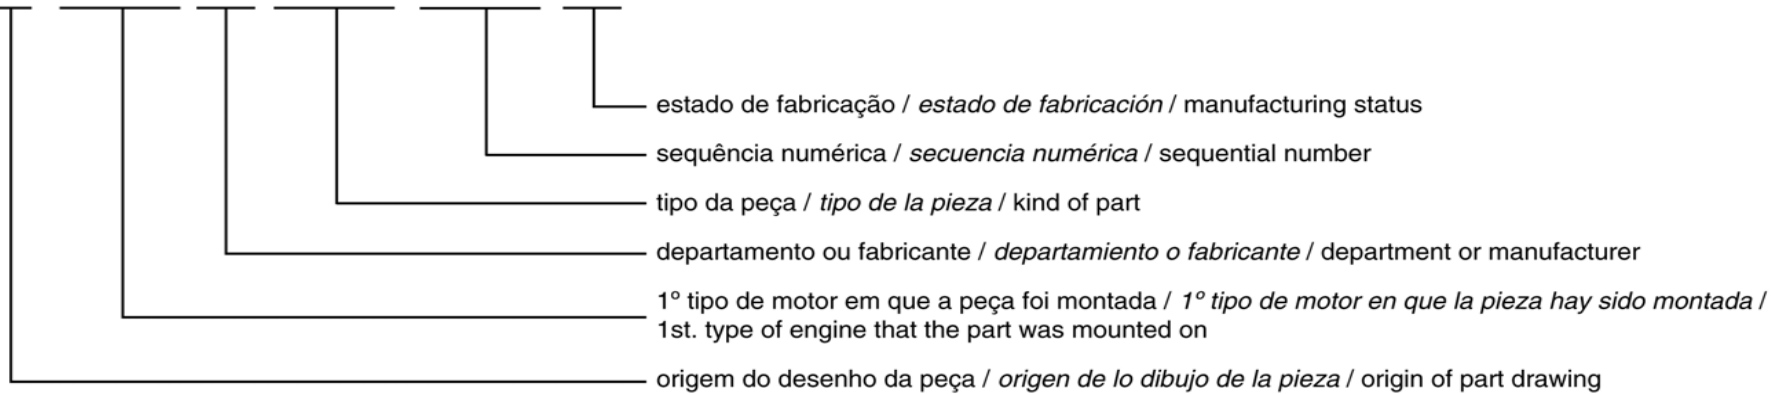 estado de fabricação / estado de fabricación / manufacturing status
sequência numérica / secuencia numérica / sequential number
tipo da peça / tipo de la pieza / kind of part
departamento ou fabricante / departamiento o fabricante / department or manufacturer
1º tipo de motor em que a peça foi montada / 1º tipo de motor en que la pieza hay sido montada /
1st. type of engine that the part was mounted on
origem do desenho da peça / origen de lo dibujo de la pieza / origin of part drawing